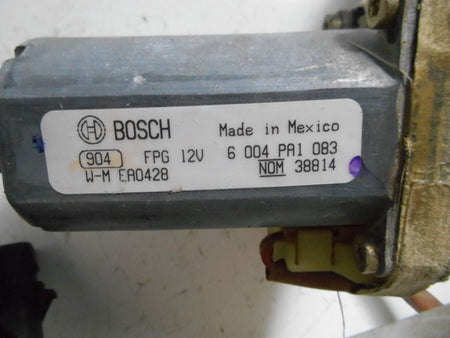 BOSCH Made in Mexico
904 FPG 12V 6 004 PA1 083
W-M EA0428 NOM 38814